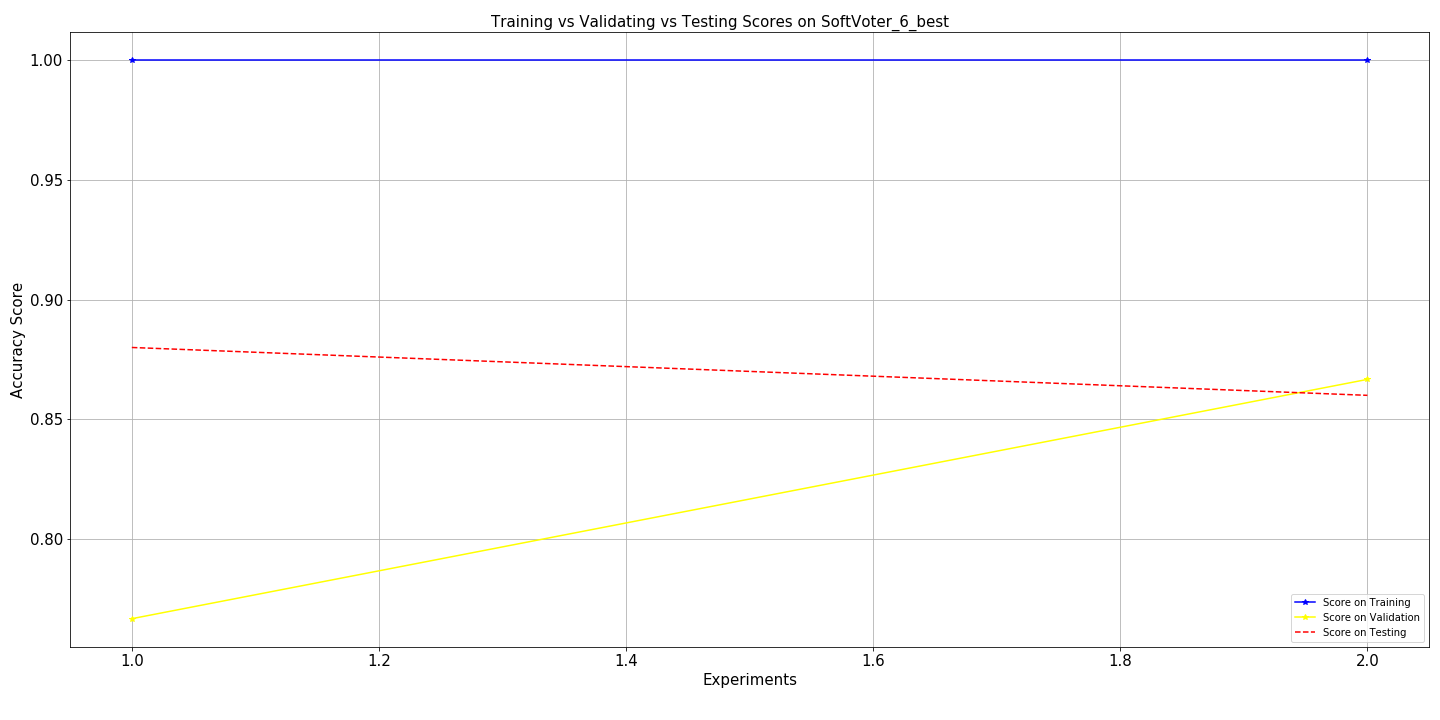 Training vs Validating vs Testing Scores on SoftVoter_6_best
Accuracy Score
1.00
0.95
0.90
0.85
0.80
1.0 1.2 1.4 1.6 1.8 2.0
Experiments
Score on Training
Score on Validation
Score on Testing